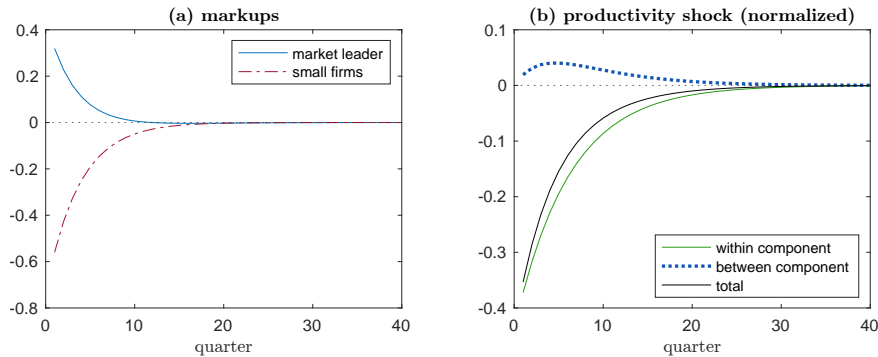 (a) markups
0.4
0.2
0
-0.2
-0.4
-0.6
-0.8
0
10
20
30
40
quarter
market leader
small firms
(b) productivity shock (normalized)
0.1
0
-0.1
-0.2
-0.3
-0.4
0
10
20
30
40
quarter
within component
between component
total